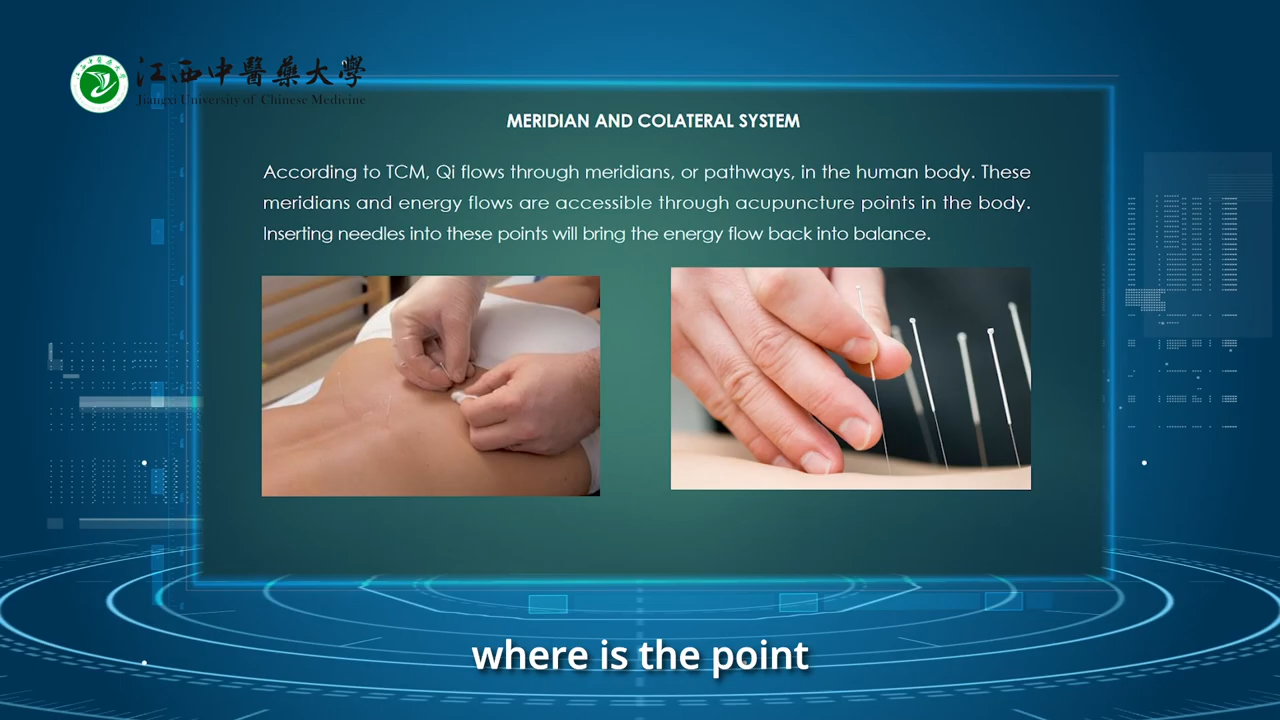 江西中醫藥大學
Jiangxi University of Chinese Medicine
MERIDIAN AND COLATERAL SYSTEM
According to TCM, Qi flows through meridians, or pathways, in the human body. These
meridians and energy flows are accessible through acupuncture points in the body.
Inserting needles into these points will bring the energy flow back into balance.
where is the point